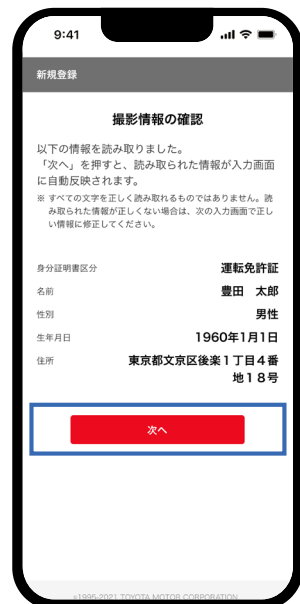 9:41
新規登録
撮影情報の確認
以下の情報を読み取りました。
「次へ」を押すと、読み取られた情報が入力画面
に自動反映されます。
※ すべての文字を正しく読み取れるものではありません。読
み取られた情報が正しくない場合は、次の入力画面で正し
い情報に修正してください。
身分証明書区分 運転免許証
名前 豊田　太郎
性別 男性
生年月日 1960年1月1日
住所 東京都文京区後楽１丁目４番
地１８号
次へ
©1995-2021 TOYOTA MOTOR CORPORATION